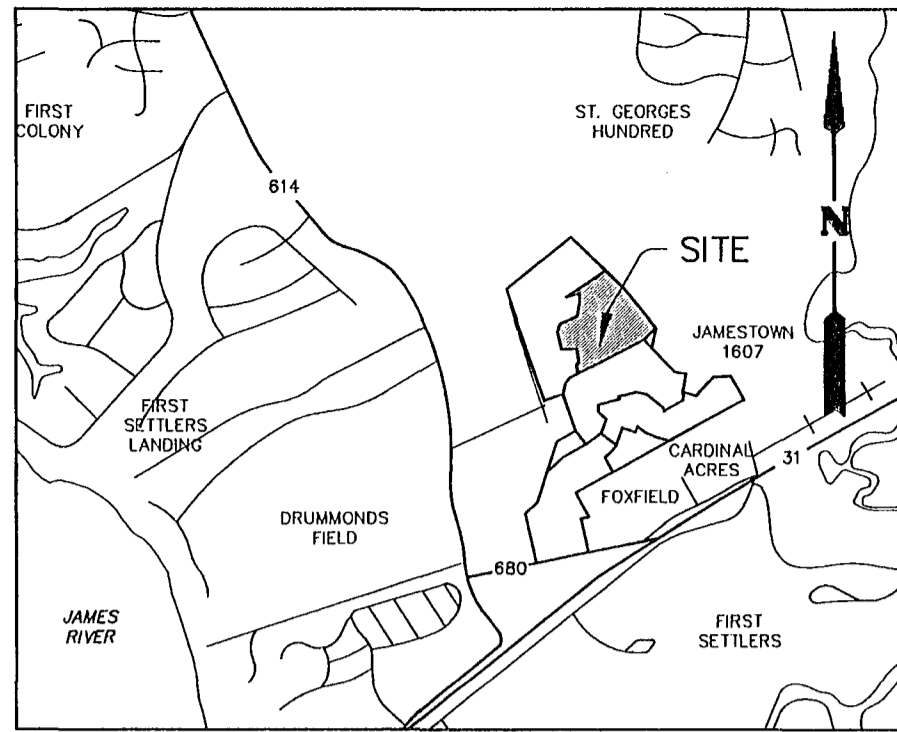 FIRST
COLONY
ST. GEORGES
HUNDRED
614
N
SITE
JAMESTOWN
1607
FIRST
SETTLERS
LANDING
CARDINAL
ACRES
31
FOXFIELD
DRUMMONDS
FIELD
680
JAMES
RIVER
FIRST
SETTLERS